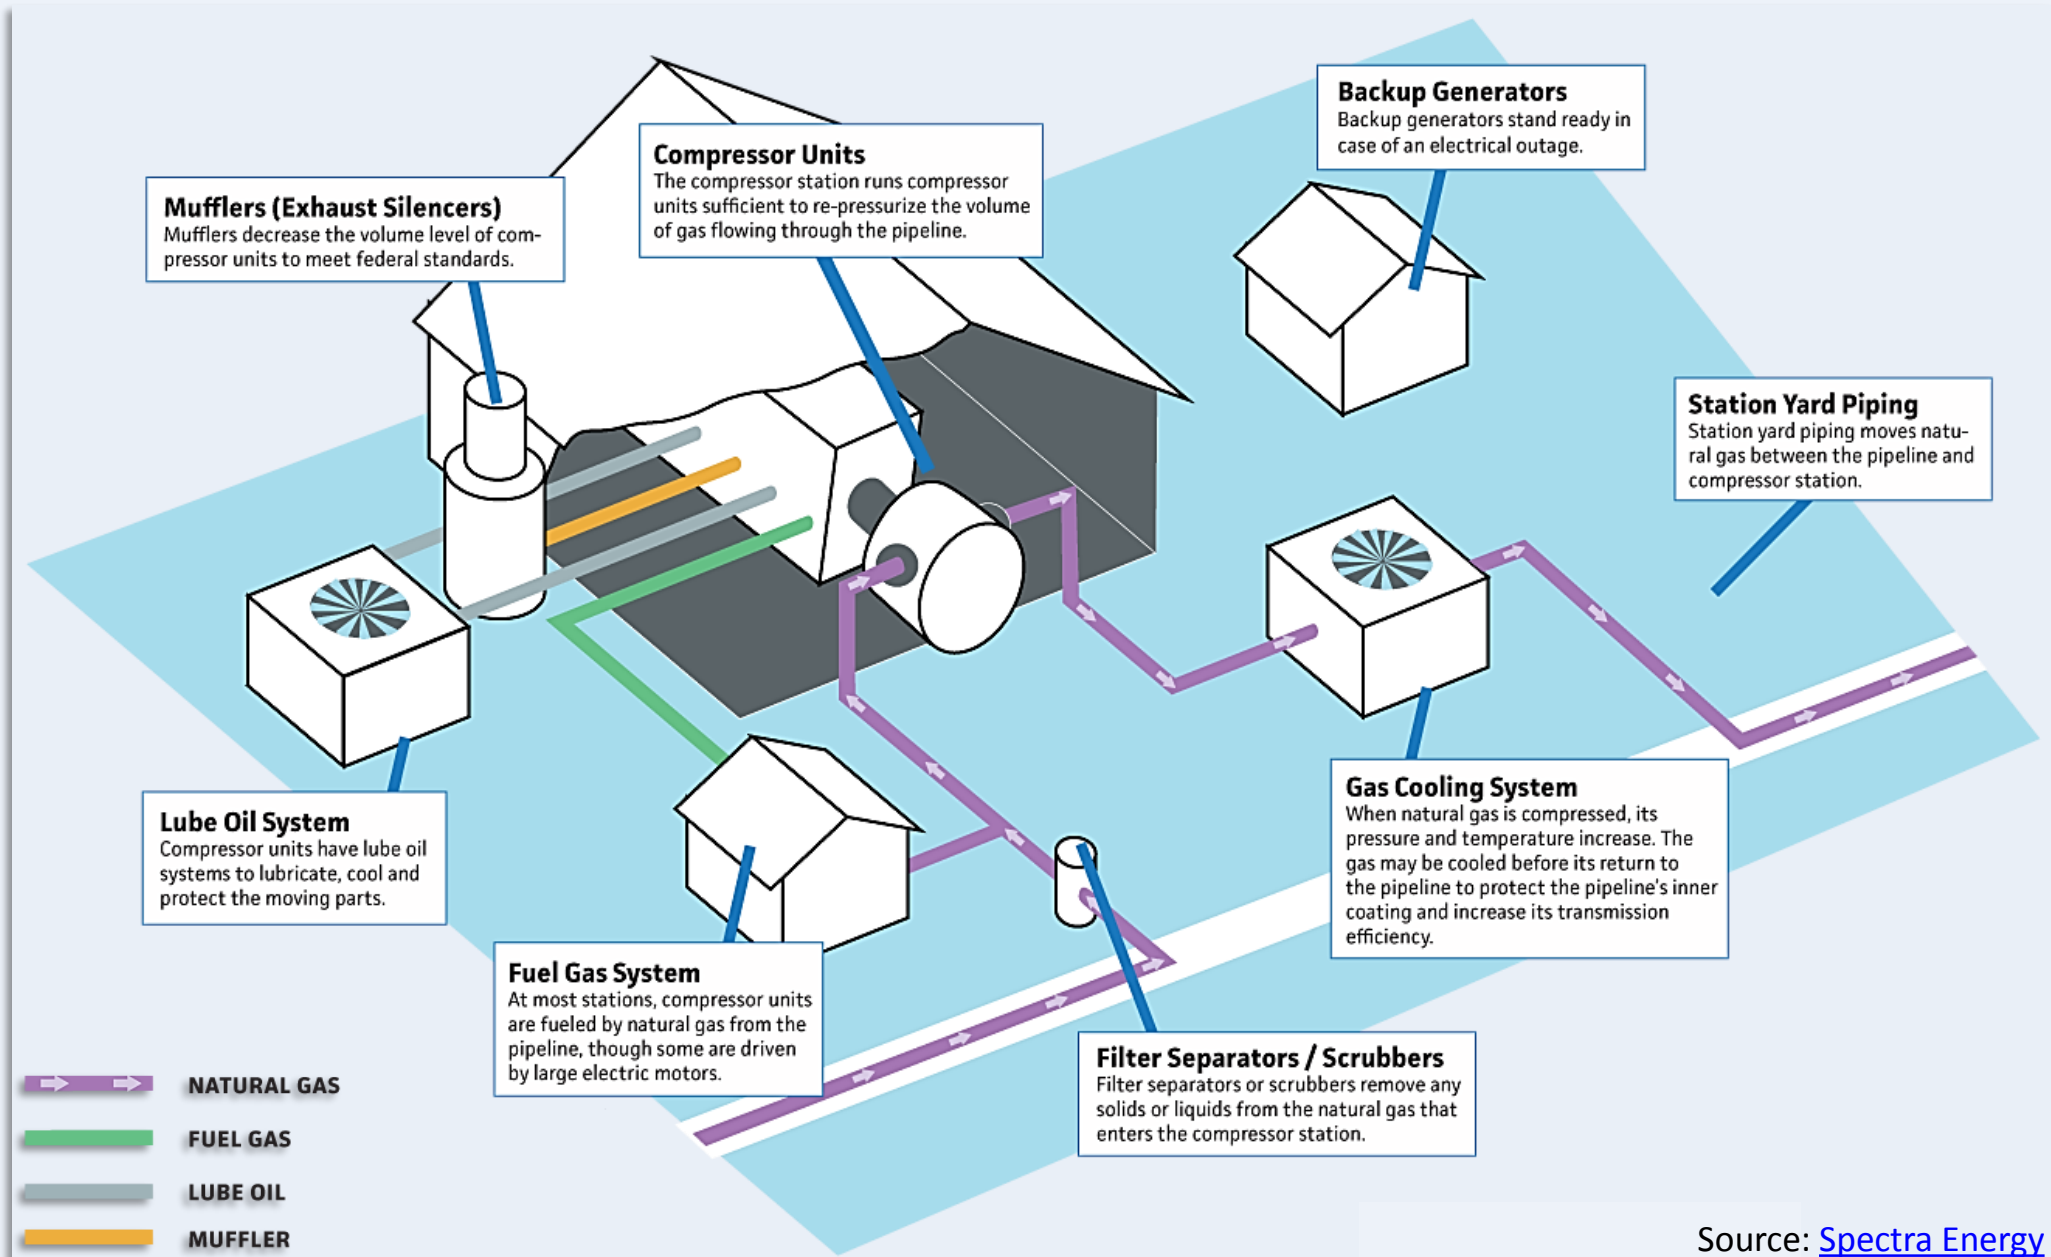 Backup Generators
Backup generators stand ready in
case of an electrical outage.
Compressor Units
The compressor station runs compressor
units sufficient to re-pressurize the volume
of gas flowing through the pipeline.
Mufflers (Exhaust Silencers)
Mufflers decrease the volume level of com-
pressor units to meet federal standards.
Station Yard Piping
Station yard piping moves natu-
ral gas between the pipeline and
compressor station.
Gas Cooling System
When natural gas is compressed, its
pressure and temperature increase. The
gas may be cooled before its return to
the pipeline to protect the pipeline's inner
coating and increase its transmission
efficiency.
Lube Oil System
Compressor units have lube oil
systems to lubricate, cool and
protect the moving parts.
Fuel Gas System
At most stations, compressor units
are fueled by natural gas from the
pipeline, though some are driven
by large electric motors.
Filter Separators / Scrubbers
Filter separators or scrubbers remove any
solids or liquids from the natural gas that
enters the compressor station.
NATURAL GAS
FUEL GAS
LUBE OIL
MUFFLER
Source: Spectra Energy